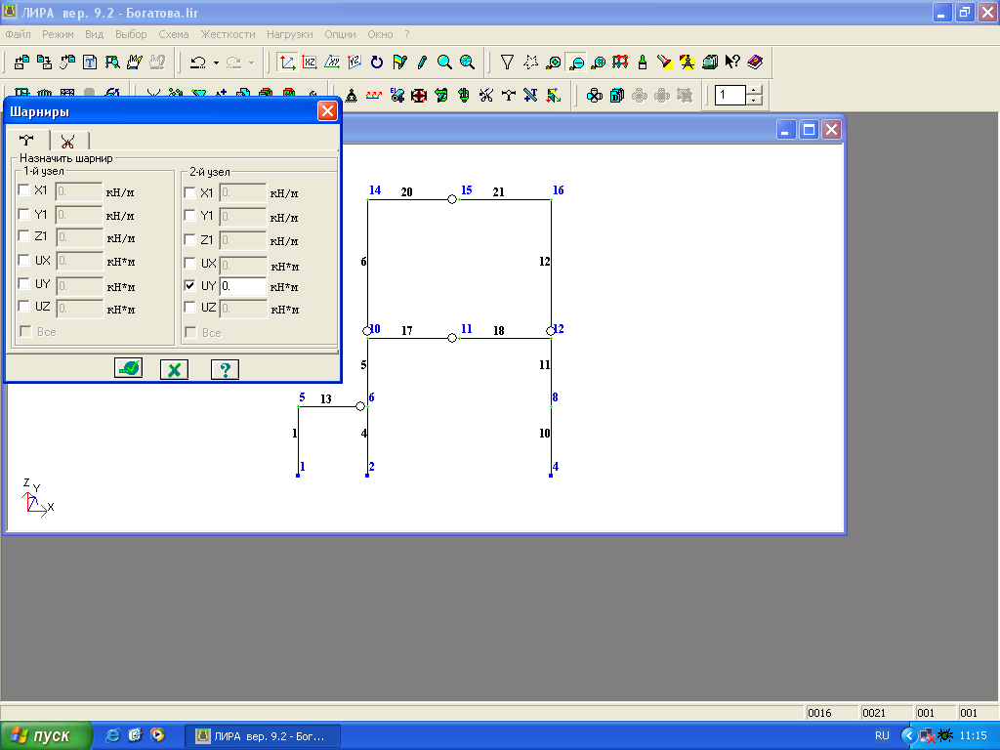 ЛИРА вер. 9.2 - Богатова.lir
Файл Режим Вид Выбор Схема Жесткости Нагрузки Опции Окно ?
1
Шарниры
Назначить шарнир
1-й узел 2-й узел
X1 0. кН/м X1 0. кН/м
Y1 0. кН/м Y1 0. кН/м
Z1 0. кН/м Z1 0. кН/м
UX 0. кН*м UX 0. кН*м
UY 0. кН*м UY 0. кН*м
UZ 0. кН*м UZ 0. кН*м
Все Все
?
14 20 15 21 16
6 12
10 17 11 18 12
5 11
5 13 6 8
1 4 10
1 2 4
Z
Y
X
0016 0021 001 001
пуск ЛИРА вер. 9.2 - Бог... RU 11:15